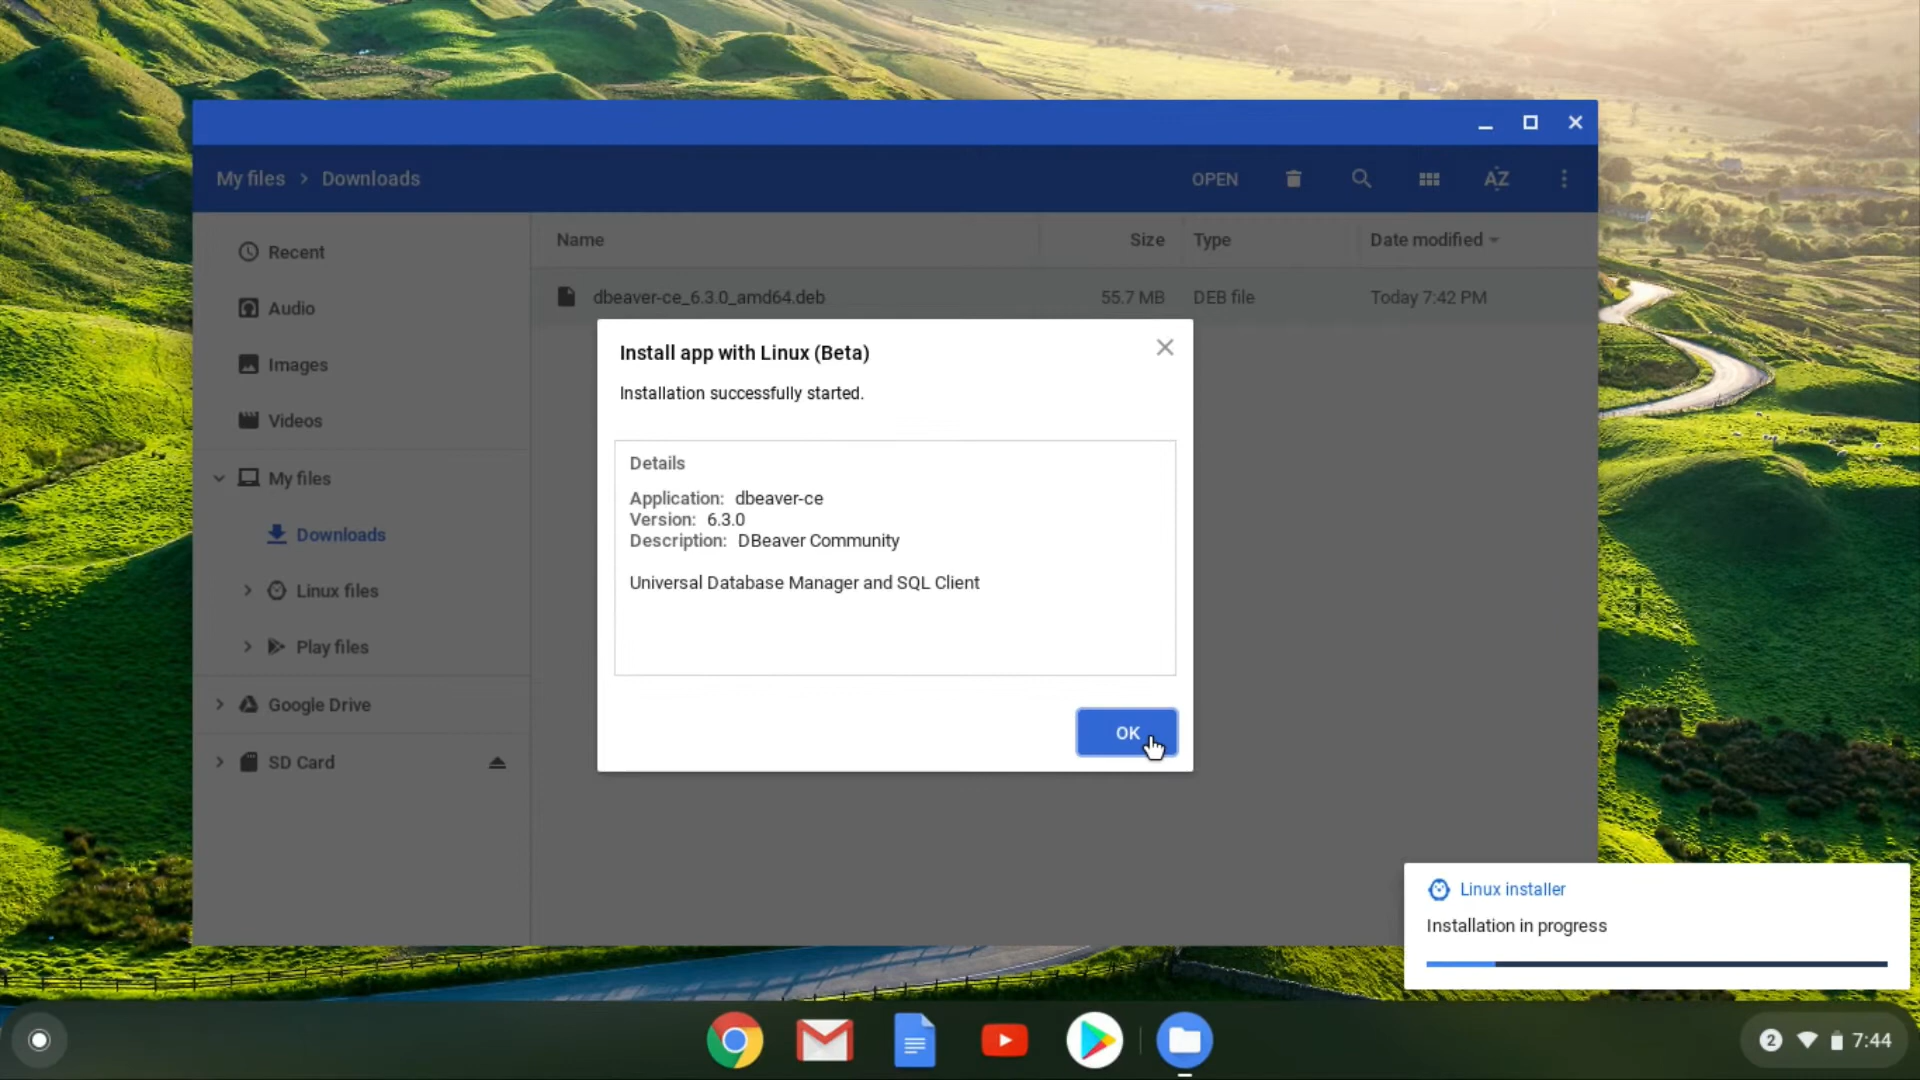 My files > Downloads
OPEN
AZ
Recent
Audio
Images
Videos
My files
Downloads
Linux files
Play files
Google Drive
SD Card
Name Size Type Date modified
dbeaver-ce_6.3.0_amd64.deb 55.7 MB DEB file Today 7:42 PM
Install app with Linux (Beta)
Installation successfully started.
Details
Application: dbeaver-ce
Version: 6.3.0
Description: DBeaver Community
Universal Database Manager and SQL Client
OK
Linux installer
Installation in progress
2 7:44